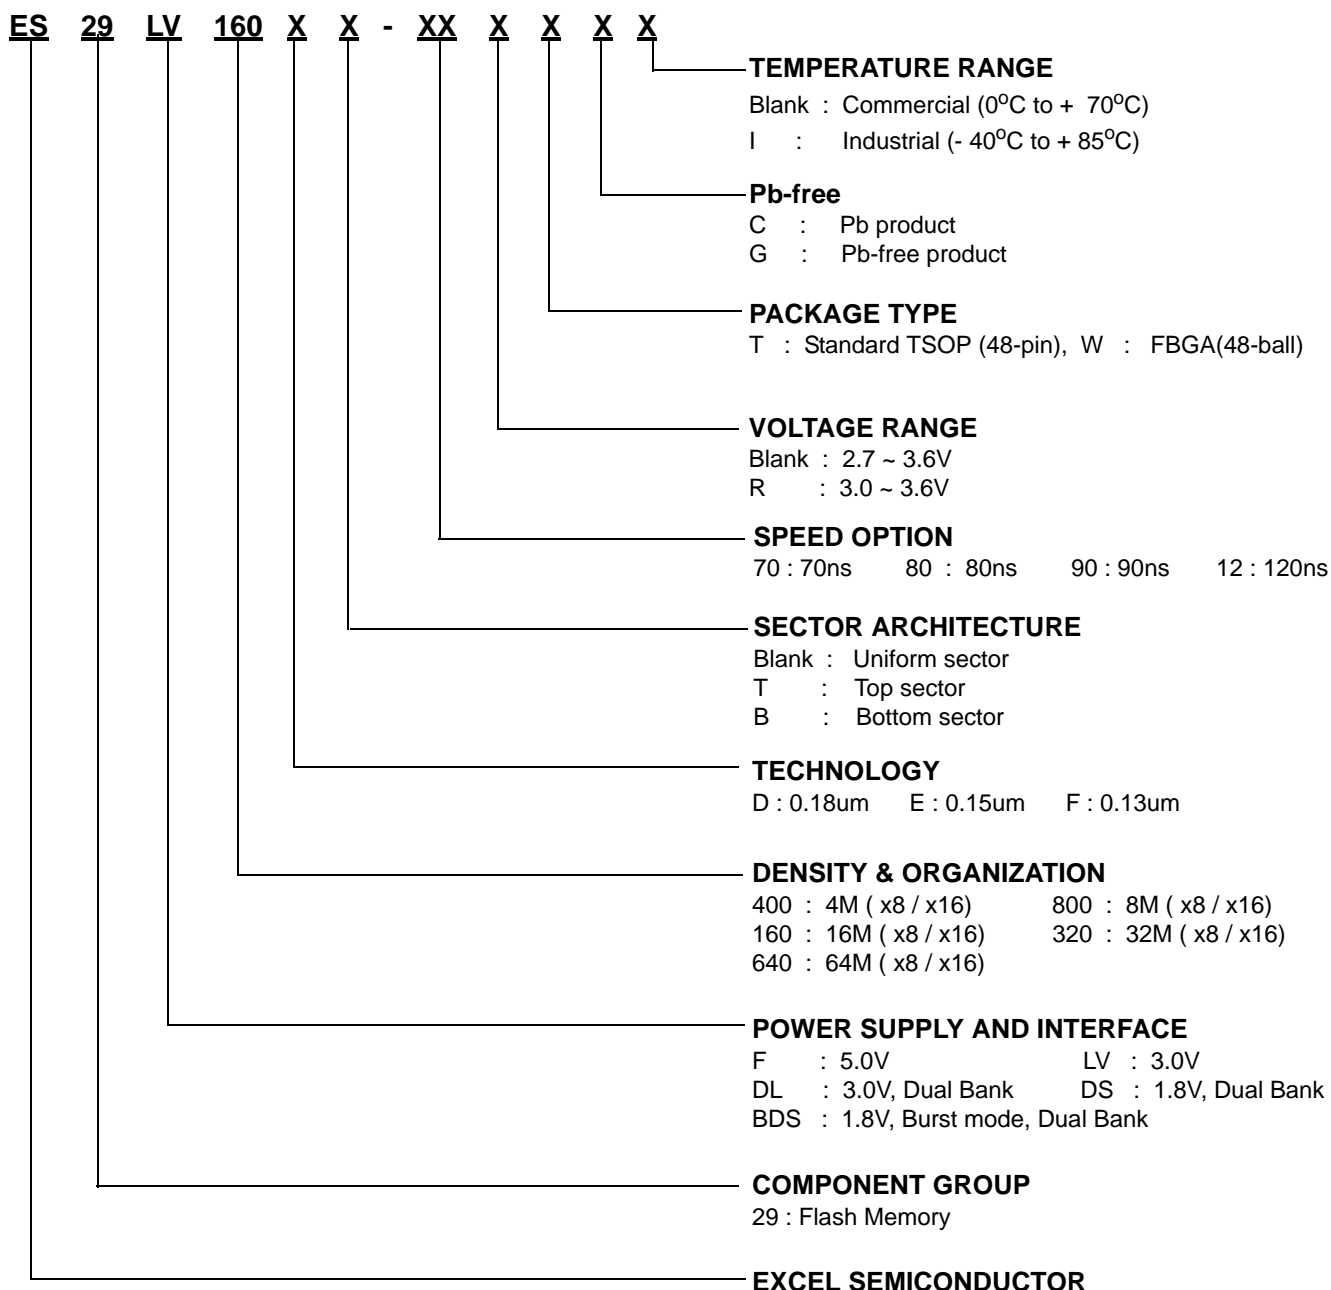 ES 29 LV 160 X X - XX X X X X
TEMPERATURE RANGE
Blank : Commercial (0°C to + 70°C)
I : Industrial (- 40°C to + 85°C)
Pb-free
C : Pb product
G : Pb-free product
PACKAGE TYPE
T : Standard TSOP (48-pin), W : FBGA(48-ball)
VOLTAGE RANGE
Blank : 2.7 ~ 3.6V
R : 3.0 ~ 3.6V
SPEED OPTION
70 : 70ns 80 : 80ns 90 : 90ns 12 : 120ns
SECTOR ARCHITECTURE
Blank : Uniform sector
T : Top sector
B : Bottom sector
TECHNOLOGY
D : 0.18um E : 0.15um F : 0.13um
DENSITY & ORGANIZATION
400 : 4M ( x8 / x16) 800 : 8M ( x8 / x16)
160 : 16M ( x8 / x16) 320 : 32M ( x8 / x16)
640 : 64M ( x8 / x16)
POWER SUPPLY AND INTERFACE
F : 5.0V LV : 3.0V
DL : 3.0V, Dual Bank DS : 1.8V, Dual Bank
BDS : 1.8V, Burst mode, Dual Bank
COMPONENT GROUP
29 : Flash Memory
EXCEL SEMICONDUCTOR